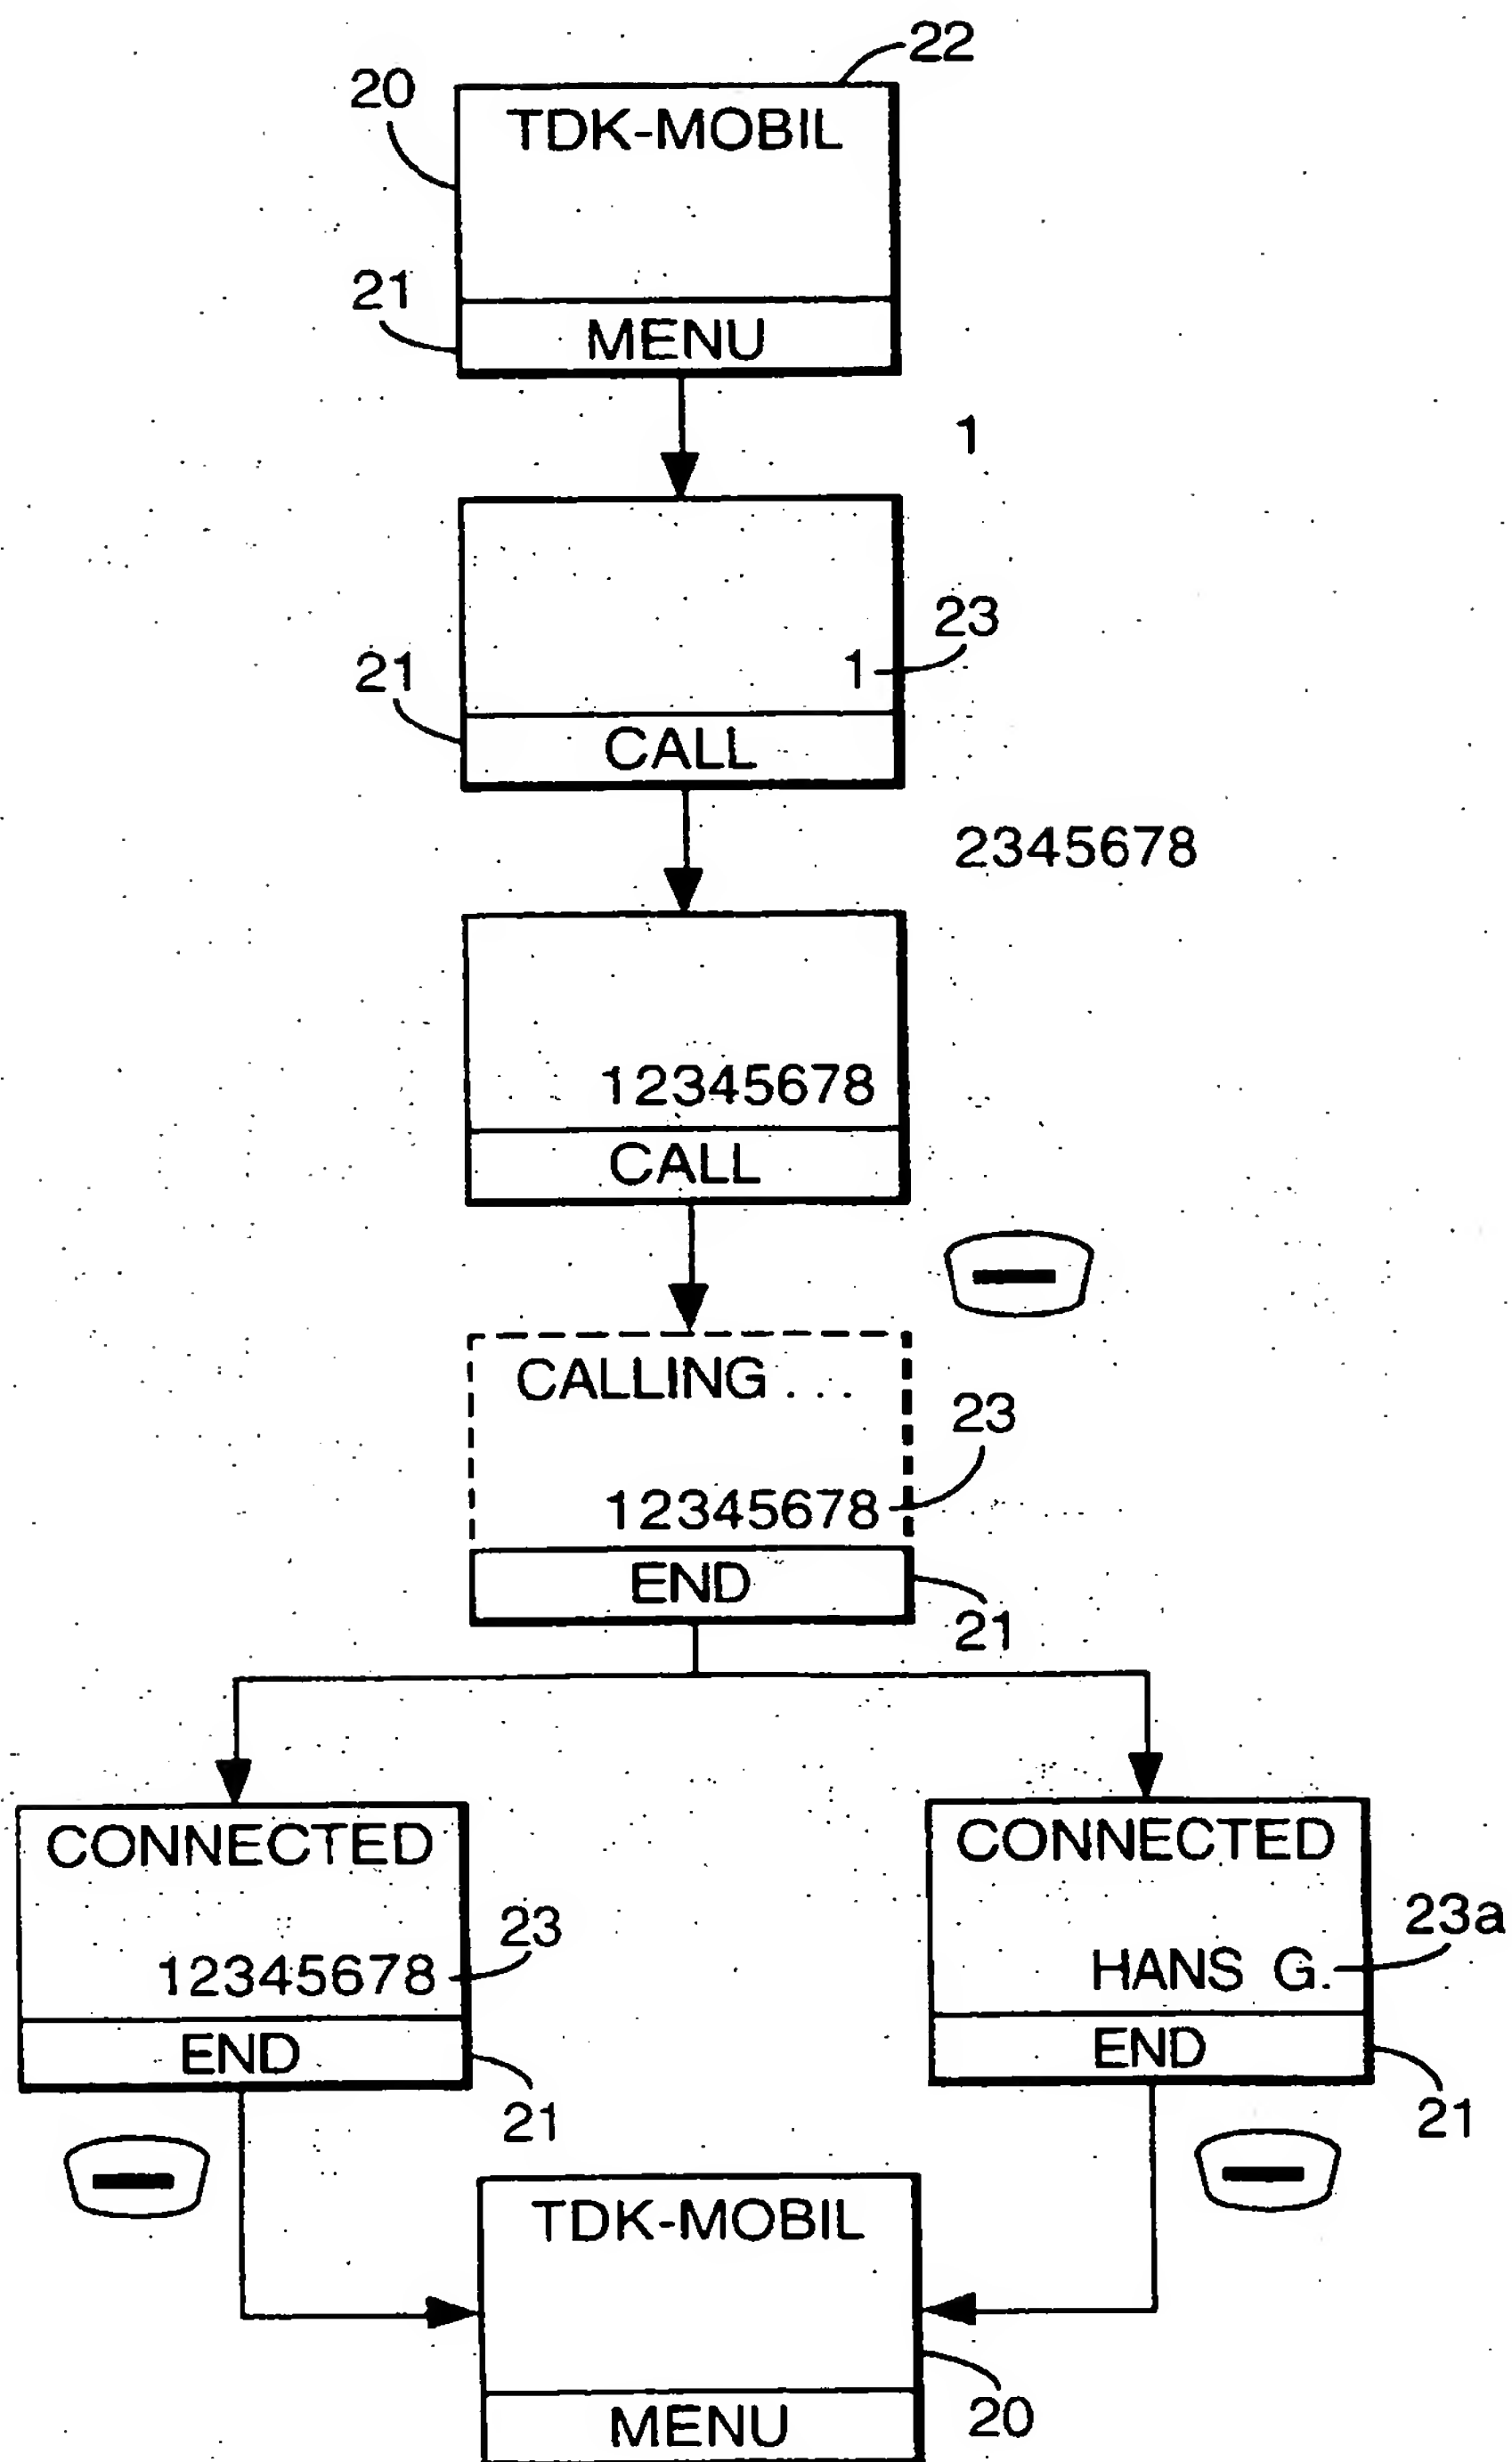 22
20
TDK-MOBIL
21
MENU
1
23
1
21
CALL
2345678
12345678
CALL
CALLING . . .
23
12345678
END
21
CONNECTED
23
12345678
END
21
CONNECTED
23a
HANS G.
END
21
TDK-MOBIL
MENU
20